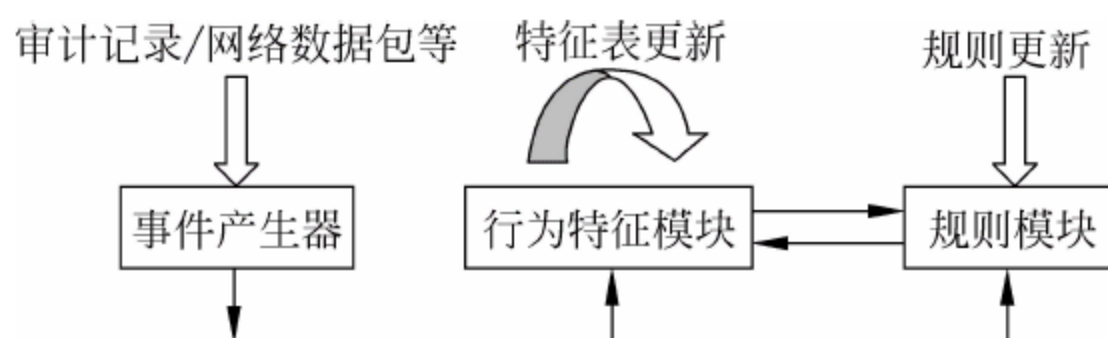 审计记录/网络数据包等
特征表更新
规则更新
事件产生器
行为特征模块
规则模块